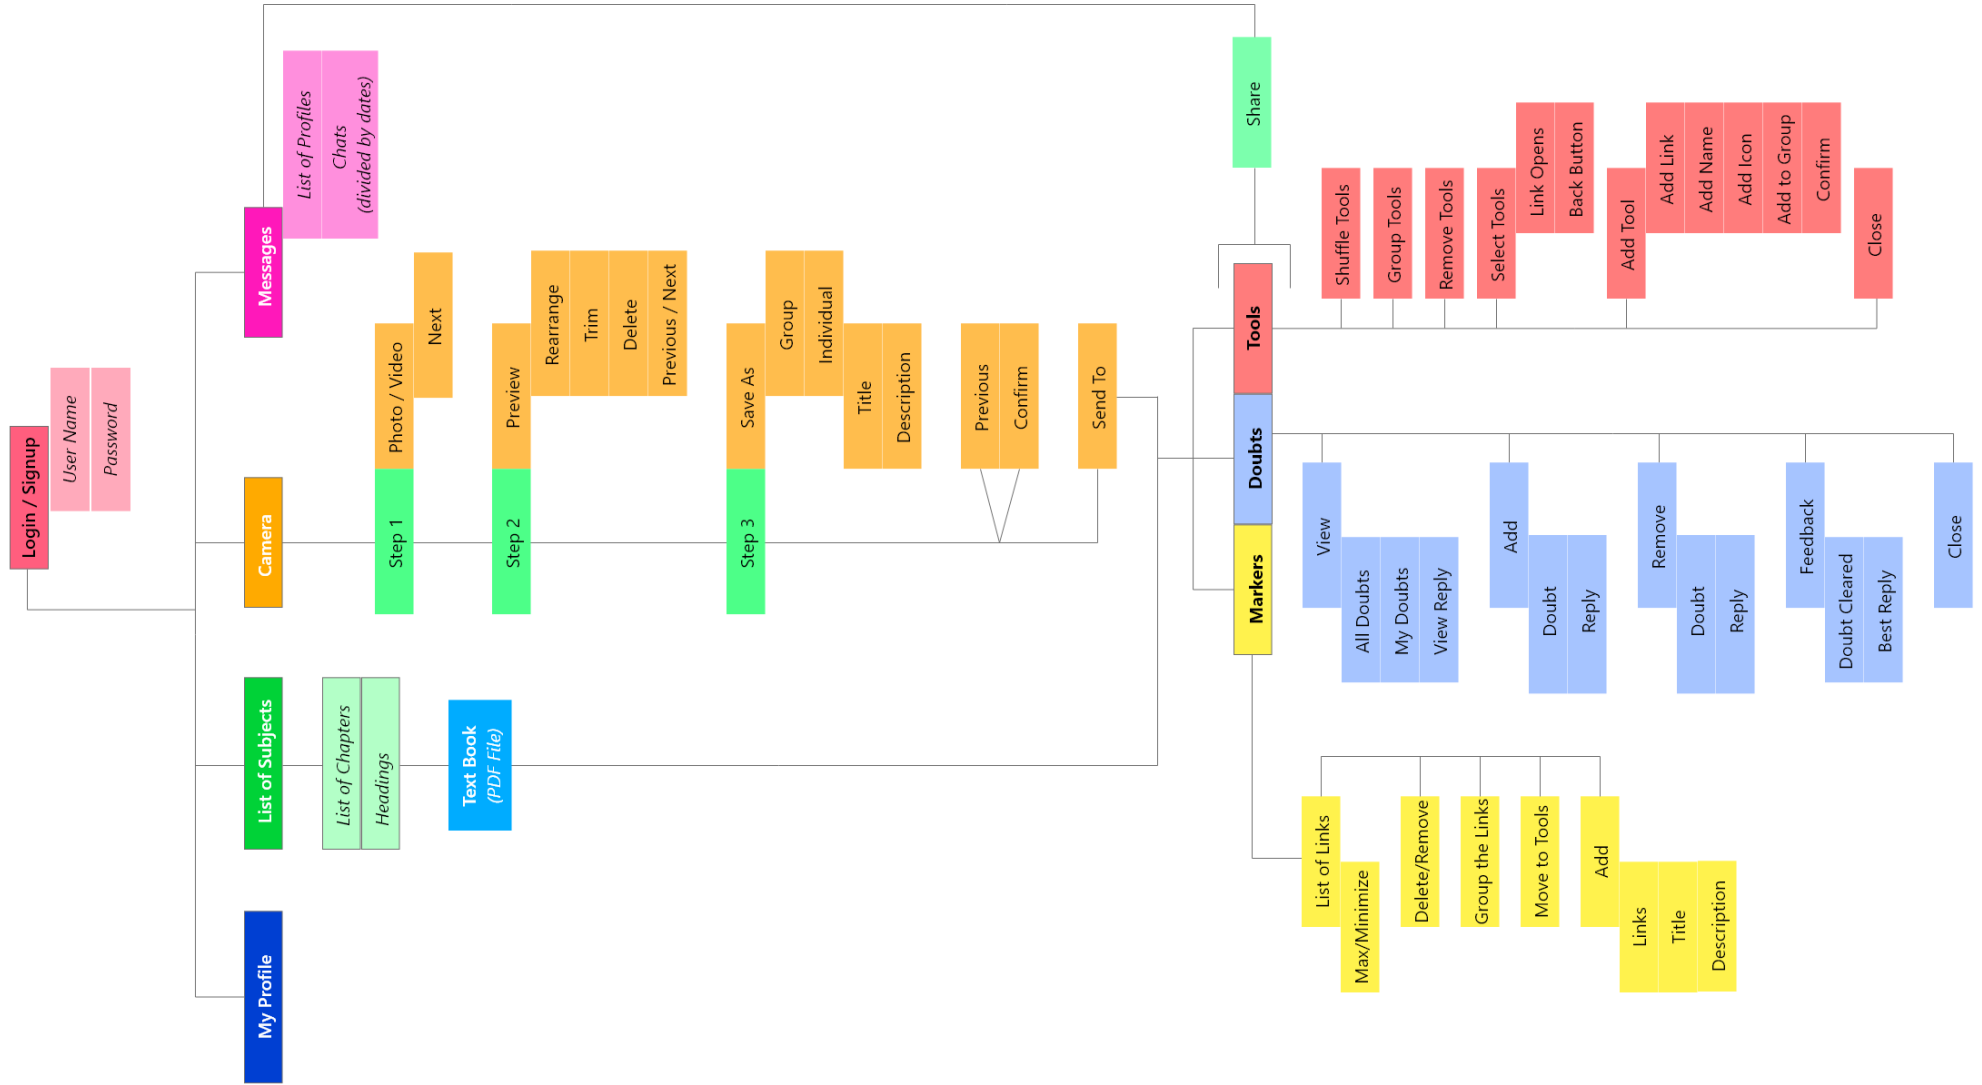 Login / Signup
User Name
Password
My Profile
List of Subjects
List of Chapters
Headings
Text Book
(PDF File)
Camera
Step 1
Photo / Video
Next
Step 2
Preview
Rearrange
Trim
Delete
Previous / Next
Step 3
Save As
Group
Individual
Title
Description
Previous
Confirm
Send To
Messages
List of Profiles
Chats
(divided by dates)
Share
Markers
Doubts
Tools
Shuffle Tools
Group Tools
Remove Tools
Select Tools
Link Opens
Back Button
Add Tool
Add Link
Add Name
Add Icon
Add to Group
Confirm
Close
View
All Doubts
My Doubts
View Reply
Add
Doubt
Reply
Remove
Doubt
Reply
Feedback
Doubt Cleared
Best Reply
Close
List of Links
Max/Minimize
Delete/Remove
Group the Links
Move to Tools
Add
Links
Title
Description